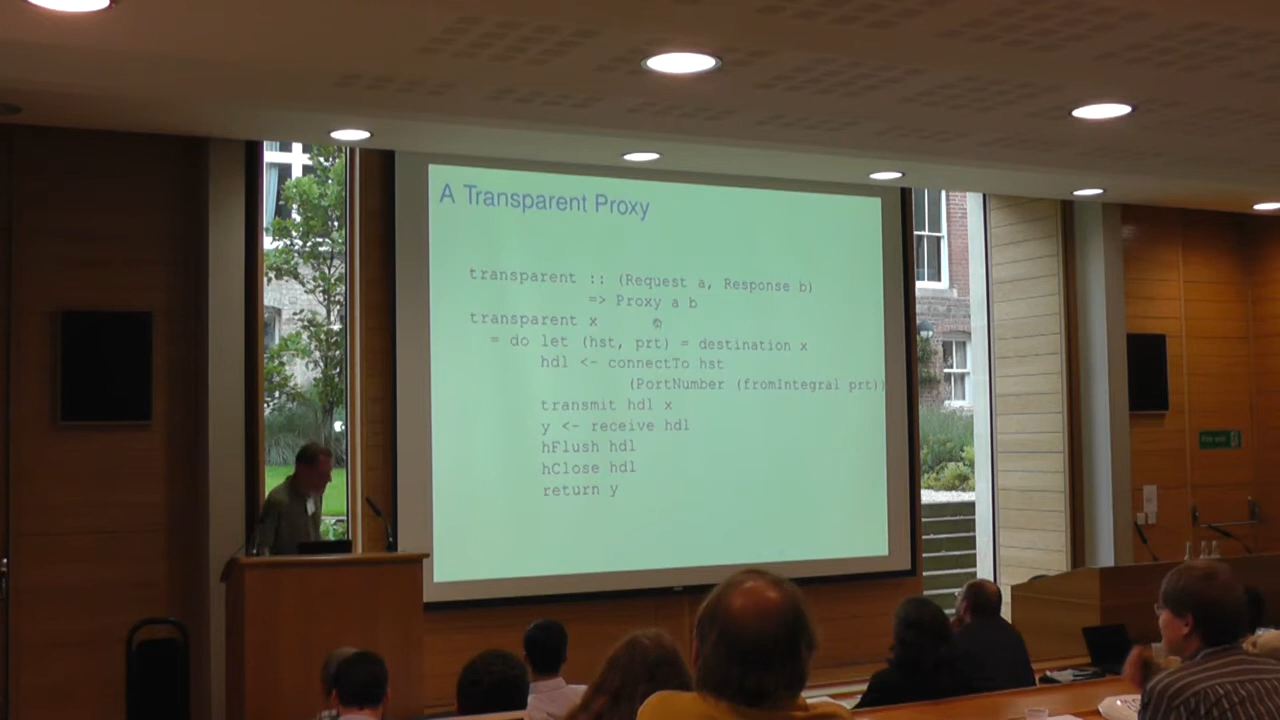 A Transparent Proxy
transparent :: (Request a, Response b)
=> Proxy a b
transparent x
= do let (hst, prt) = destination x
hdl <- connectTo hst
(PortNumber (fromIntegral prt))
transmit hdl x
y <- receive hdl
hFlush hdl
hClose hdl
return y